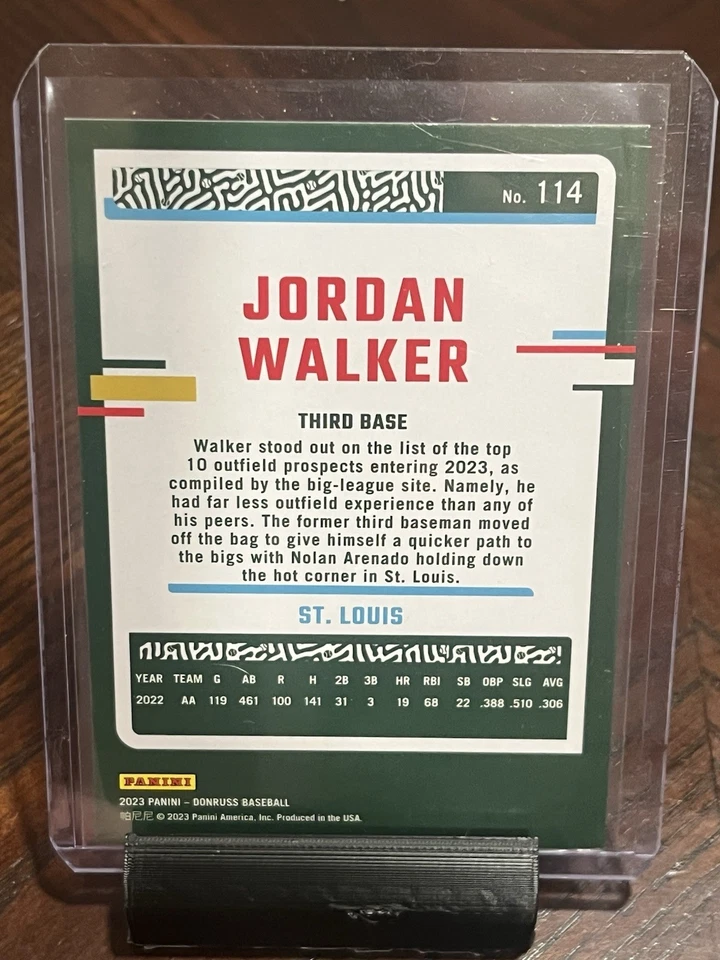 No. 114
JORDAN
WALKER
THIRD BASE
Walker stood out on the list of the top
10 outfield prospects entering 2023, as
compiled by the big-league site. Namely, he
had far less outfield experience than any of
his peers. The former third baseman moved
off the bag to give himself a quicker path to
the bigs with Nolan Arenado holding down
the hot corner in St. Louis.
ST. LOUIS
YEAR TEAM G AB R H 2B 3B HR RBI SB OBP SLG AVG
2022 AA 119 461 100 141 31 3 19 68 22 .388 .510 .306
PANINI
2023 PANINI – DONRUSS BASEBALL
帕尼尼 © 2023 Panini America, Inc. Produced in the USA.